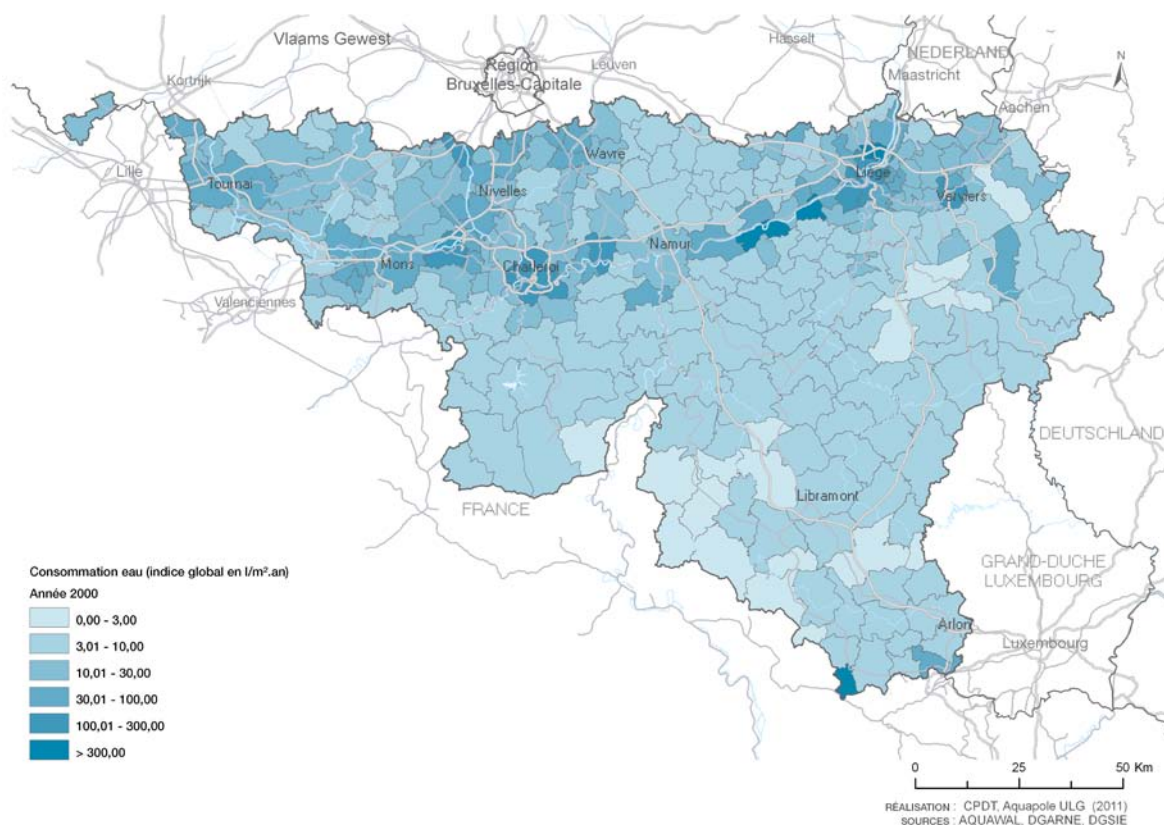 Vlaams Gewest
Région
Bruxelles-Capitale
Leuven
Hasselt
NEDERLAND
Maastricht
N
Aachen
Kortrijk
Lille
Tournai
Wavre
Nivelles
Liège
Verviers
Mons
Charleroi
Namur
Valenciennes
DEUTSCHLAND
Libramont
FRANCE
GRAND-DUCHE
LUXEMBOURG
Arlon
Luxembourg
Consommation eau (indice global en l/m².an)
Année 2000
0,00 - 3,00
3,01 - 10,00
10,01 - 30,00
30,01 - 100,00
100,01 - 300,00
> 300,00
0 25 50 Km
RÉALISATION : CPDT, Aquapole ULG (2011)
SOURCES : AQUAWAL, DGARNE, DGSIE